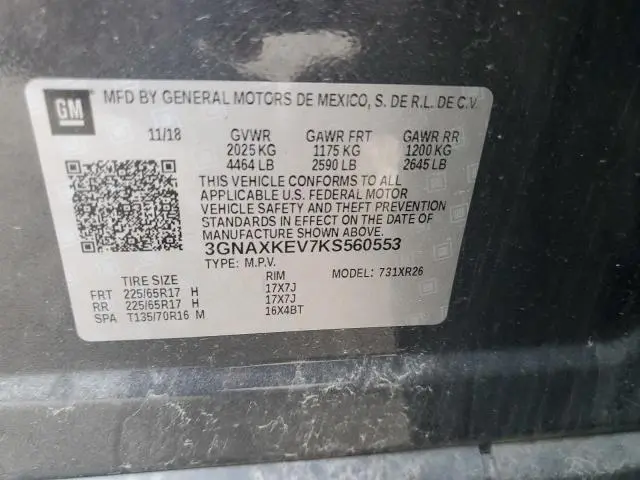 GM
MFD BY GENERAL MOTORS DE MEXICO, S. DE R.L. DE C.V.
11/18 GVWR GAWR FRT GAWR RR
2025 KG 1175 KG 1200 KG
4464 LB 2590 LB 2645 LB
THIS VEHICLE CONFORMS TO ALL
APPLICABLE U.S. FEDERAL MOTOR
VEHICLE SAFETY AND THEFT PREVENTION
STANDARDS IN EFFECT ON THE DATE OF
MANUFACTURE SHOWN ABOVE.
3GNAXKEV7KS560553
TYPE: M.P.V. MODEL: 731XR26
TIRE SIZE RIM
FRT 225/65R17 H 17X7J
RR 225/65R17 H 17X7J
SPA T135/70R16 M 16X4BT